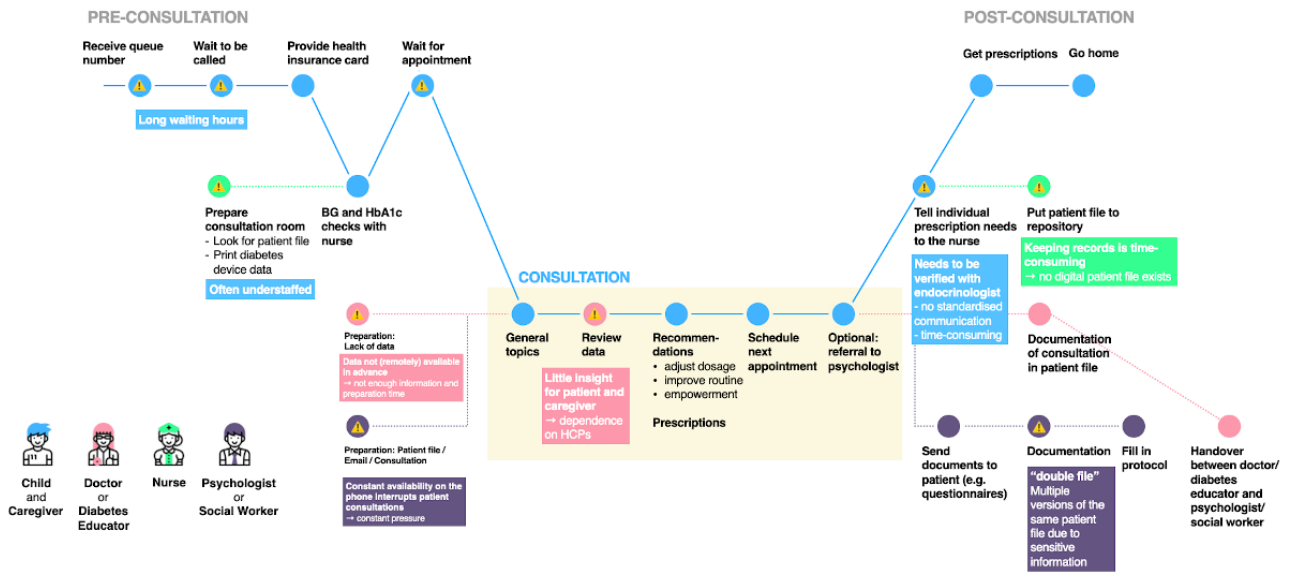 PRE-CONSULTATION
POST-CONSULTATION
Receive queue
number
Wait to be
called
Provide health
insurance card
Wait for
appointment
Get prescriptions
Go home
Long waiting hours
Prepare
consultation room
- Look for patient file
- Print diabetes
device data
Often understaffed
BG and HbA1c
checks with
nurse
Tell individual
prescription needs
to the nurse
Needs to be
verified with
endocrinologist
- no standardised
communication
- time-consuming
Put patient file to
repository
Keeping records is time-
consuming
→ no digital patient file exists
CONSULTATION
Preparation:
Lack of data
Data not (remotely) available
in advance
→ not enough information and
preparation time
General
topics
Review
data
Little insight
for patient and
caregiver
→ dependence
on HCPs
Recommen-
dations
• adjust dosage
• improve routine
• empowerment
Prescriptions
Schedule
next
appointment
Optional:
referral to
psychologist
Documentation
of consultation
in patient file
Preparation: Patient file /
Email / Consultation
Constant availability on the
phone interrupts patient
consultations
→ constant pressure
Send
documents to
patient (e.g.
questionnaires)
Documentation
"double file"
Multiple
versions of the
same patient
file due to
sensitive
information
Fill in
protocol
Handover
between doctor/
diabetes
educator and
psychologist/
social worker
Child
and
Caregiver
Doctor
or
Diabetes
Educator
Nurse
Psychologist
or
Social Worker